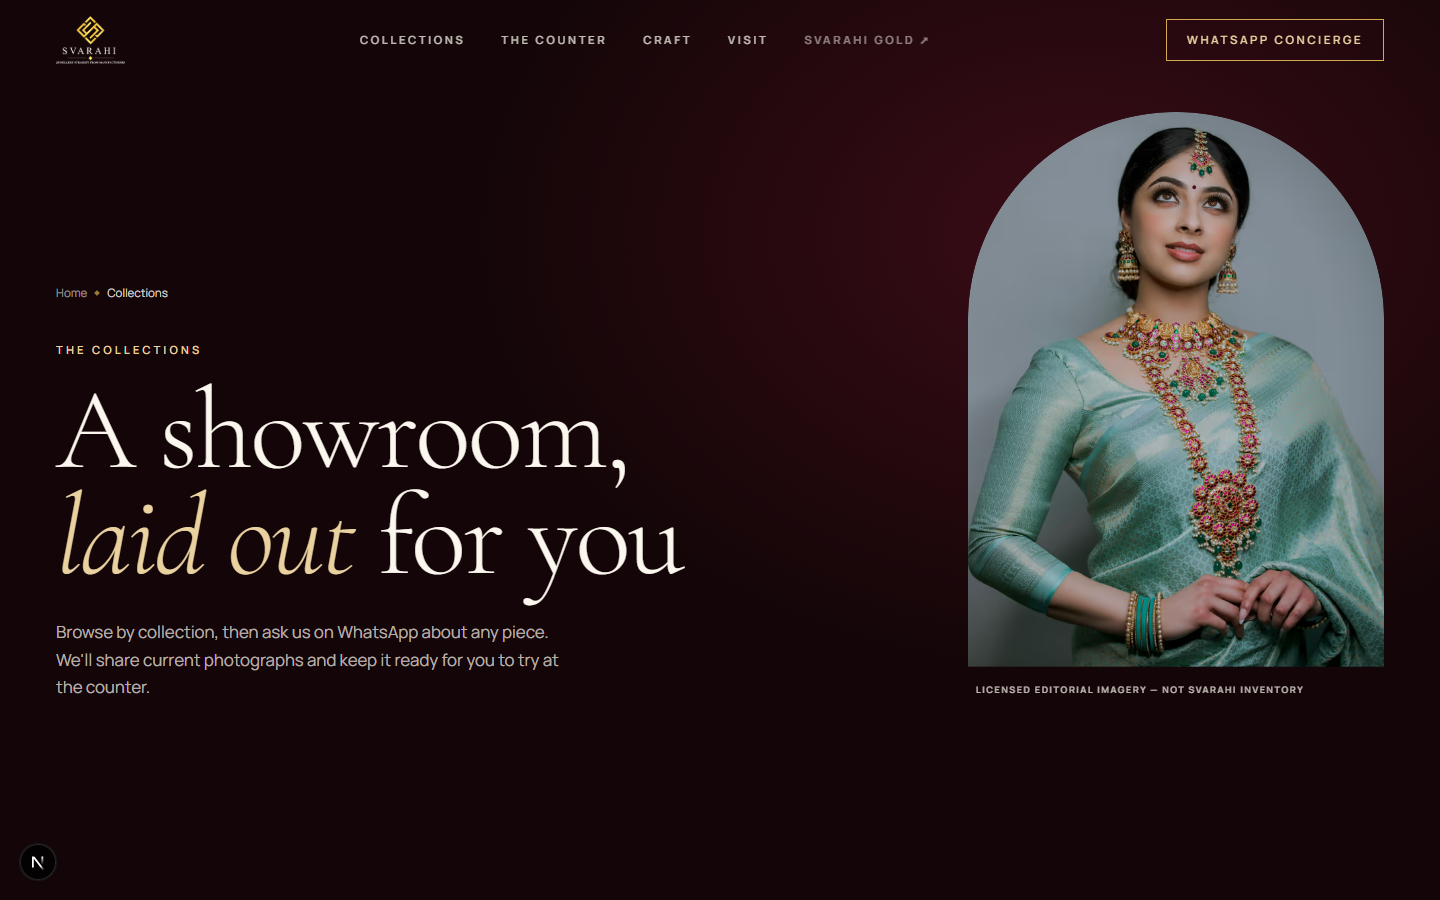 SVARAHI
COLLECTIONS
THE COUNTER
CRAFT
VISIT
SVARAHI GOLD ↗
WHATSAPP CONCIERGE
Home ◆ Collections
THE COLLECTIONS
A showroom,
laid out for you
Browse by collection, then ask us on WhatsApp about any piece.
We'll share current photographs and keep it ready for you to try at
the counter.
LICENSED EDITORIAL IMAGERY — NOT SVARAHI INVENTORY
N